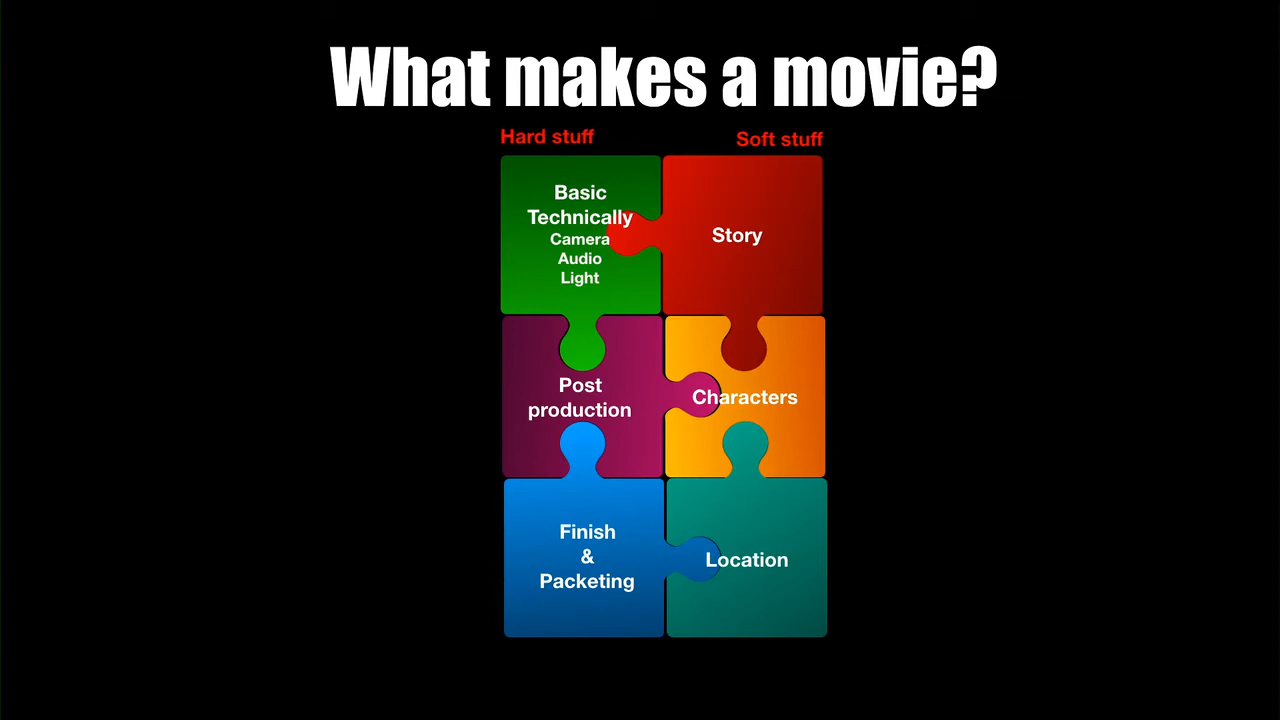 What makes a movie?
Hard stuff
Soft stuff
Basic
Technically
Camera
Audio
Light
Story
Post
production
Characters
Finish
&
Packeting
Location